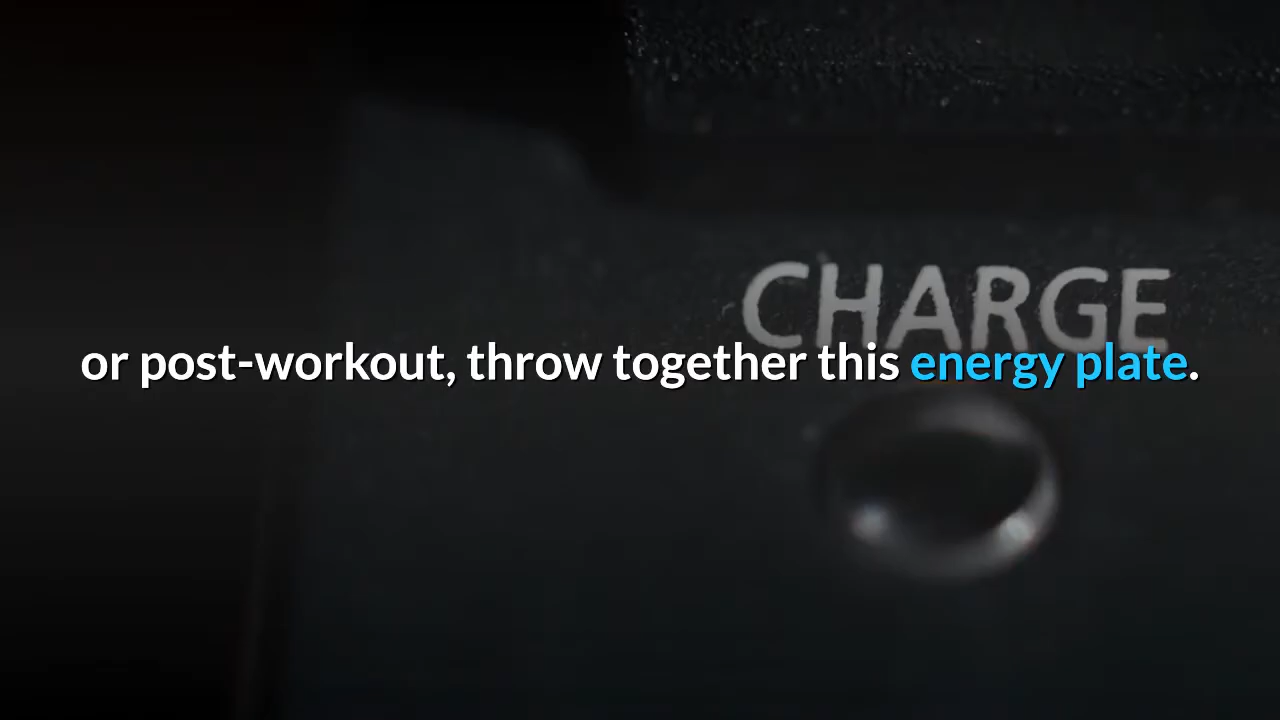 CHARGE
or post-workout, throw together this energy plate.